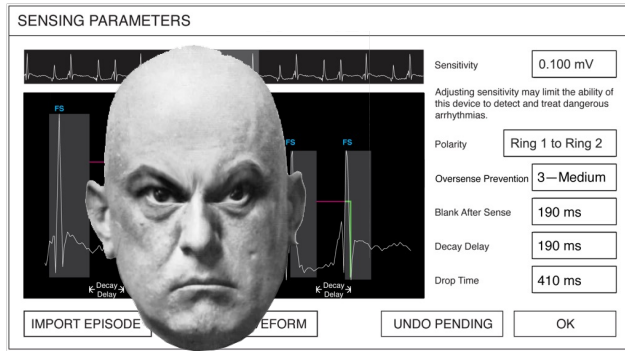 SENSING PARAMETERS
Sensitivity
0.100 mV
Adjusting sensitivity may limit the ability of
this device to detect and treat dangerous
arrhythmias.
FS
FS
FS
Polarity
Ring 1 to Ring 2
Oversense Prevention
3—Medium
Blank After Sense
190 ms
Decay Delay
190 ms
Drop Time
410 ms
Decay
Delay
Decay
Delay
IMPORT EPISODE
UNDO PENDING
OK